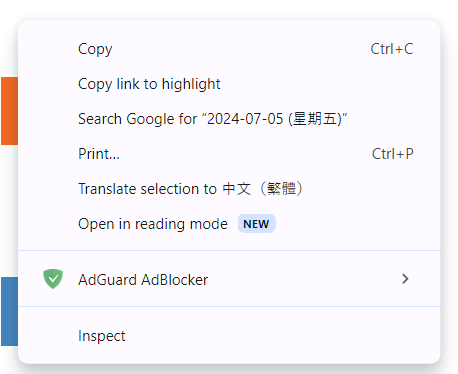 Copy Ctrl+C
Copy link to highlight
Search Google for “2024-07-05 (星期五)”
Print... Ctrl+P
Translate selection to 中文（繁體）
Open in reading mode NEW
AdGuard AdBlocker
Inspect